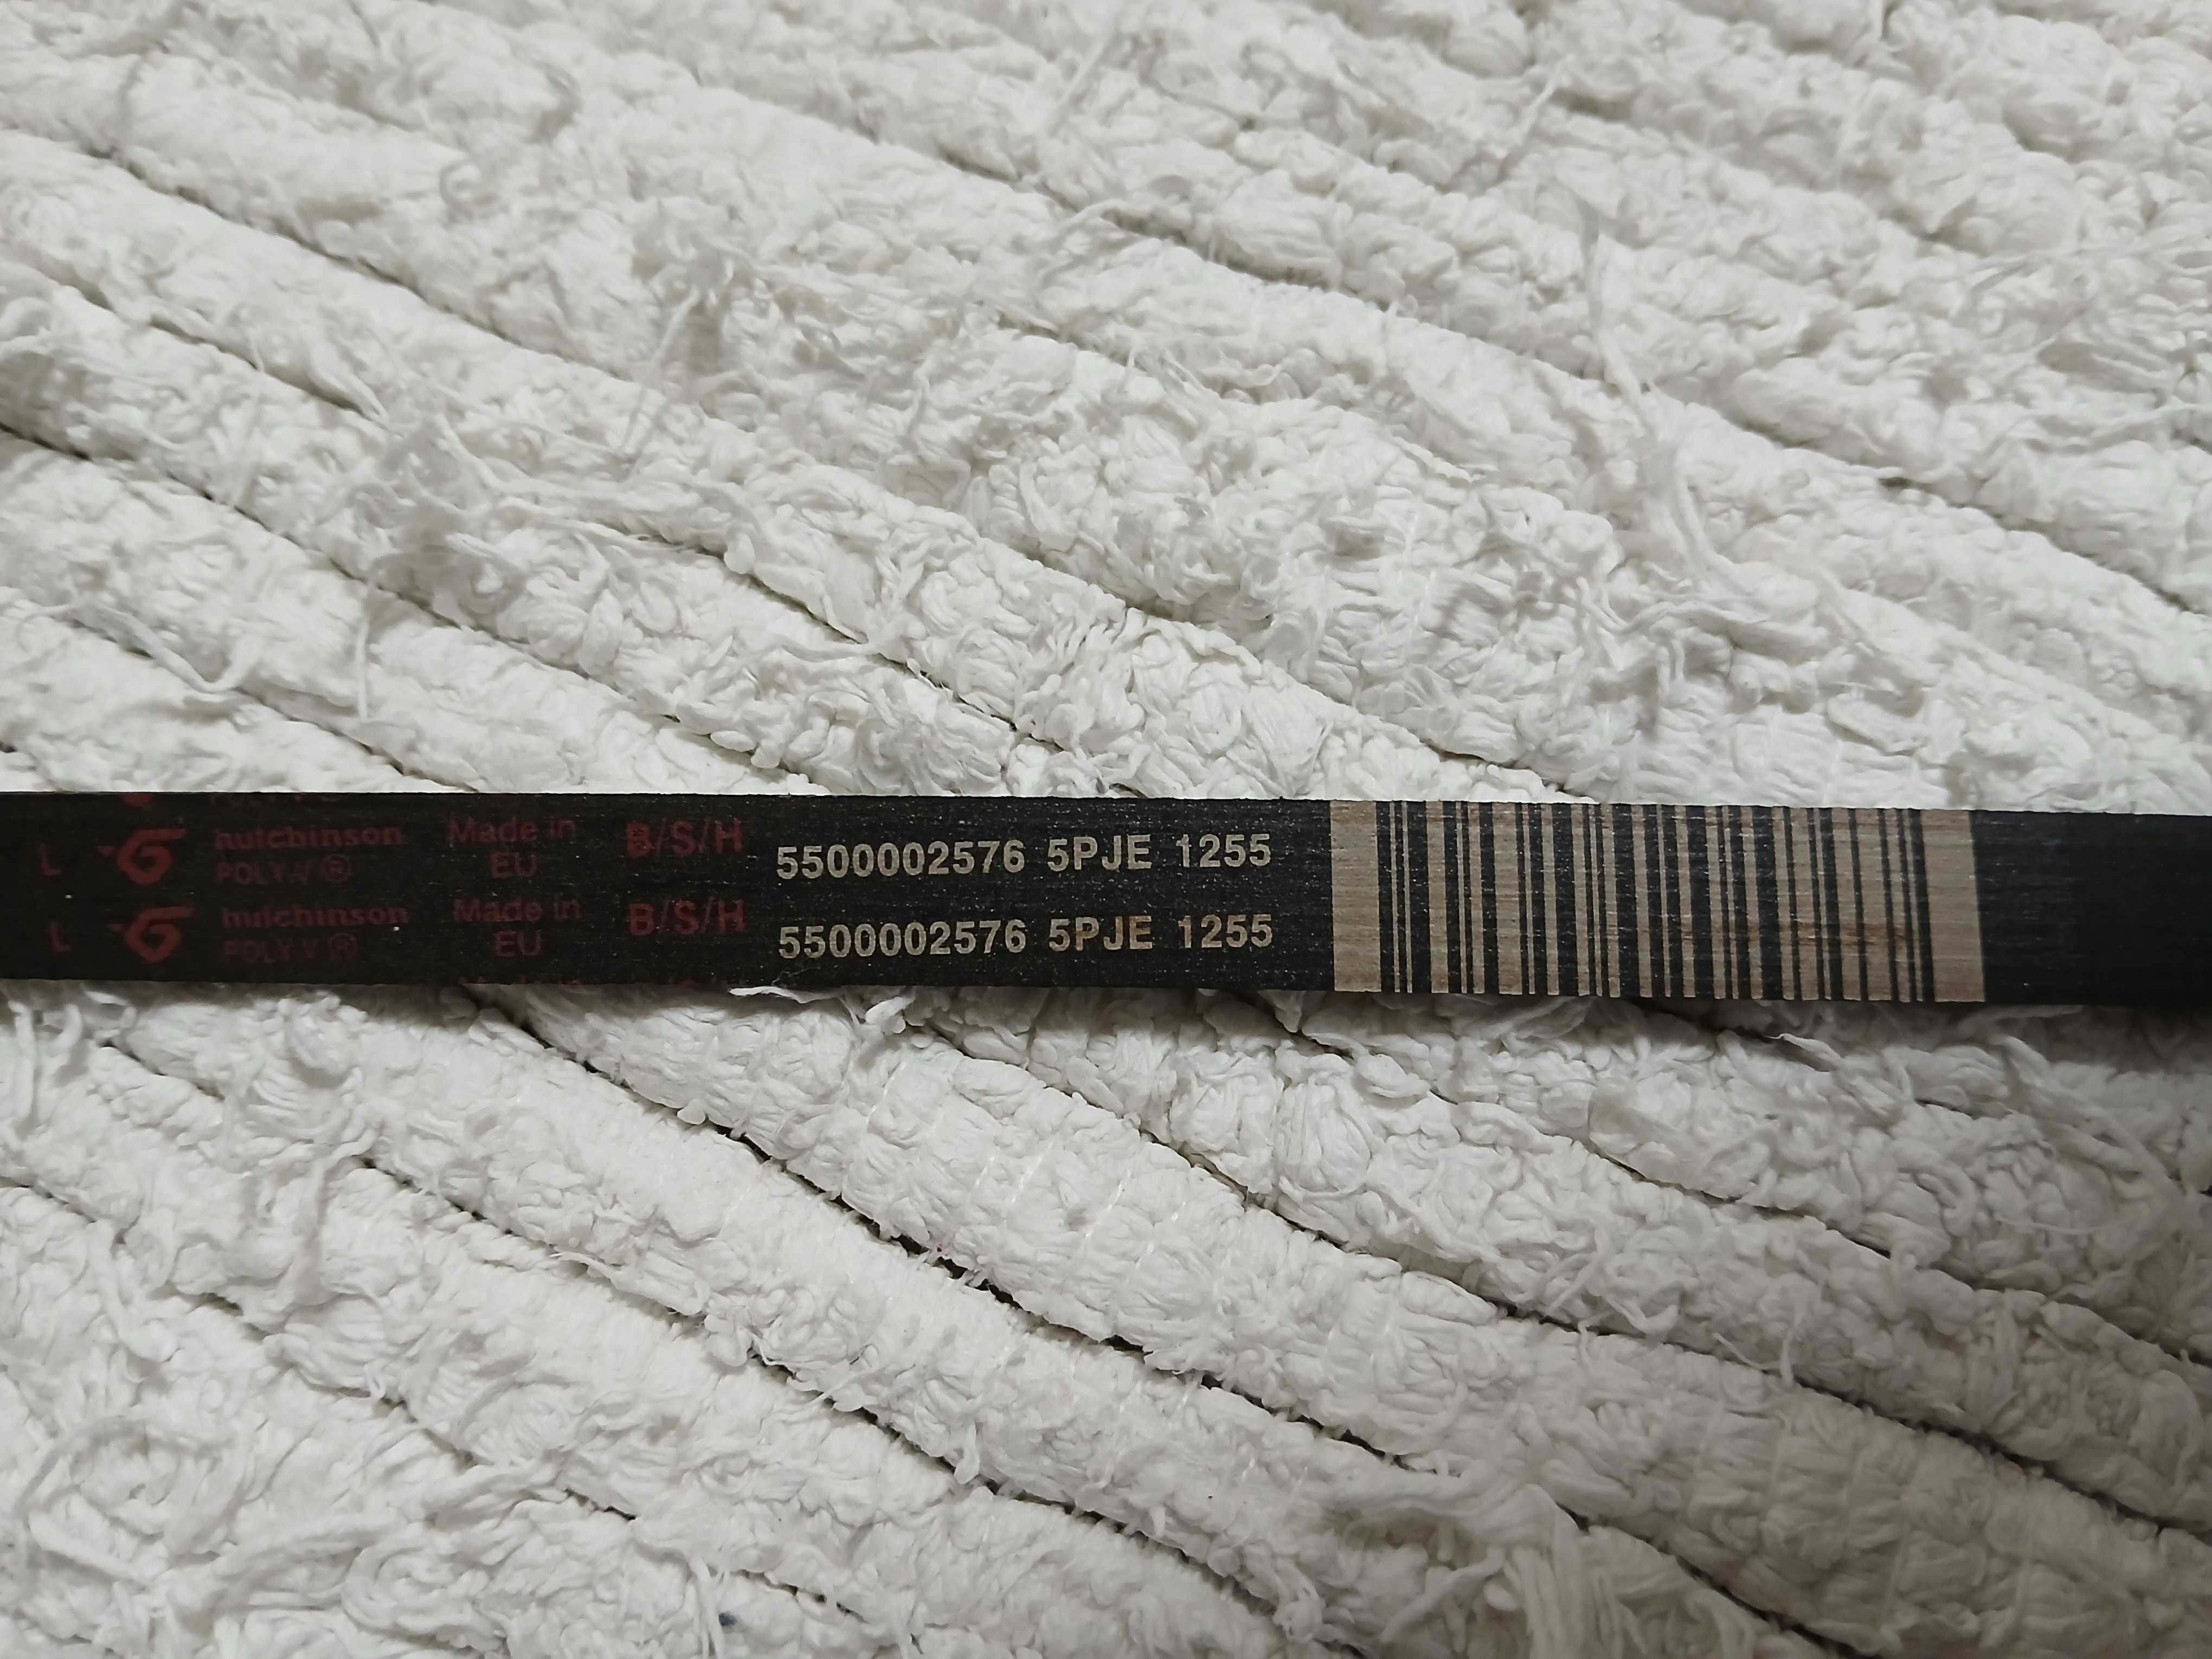 L hutchinson Made in B/S/H 5500002576 5PJE 1255
POLY-V ® EU
L hutchinson Made in B/S/H 5500002576 5PJE 1255
POLY V ® EU